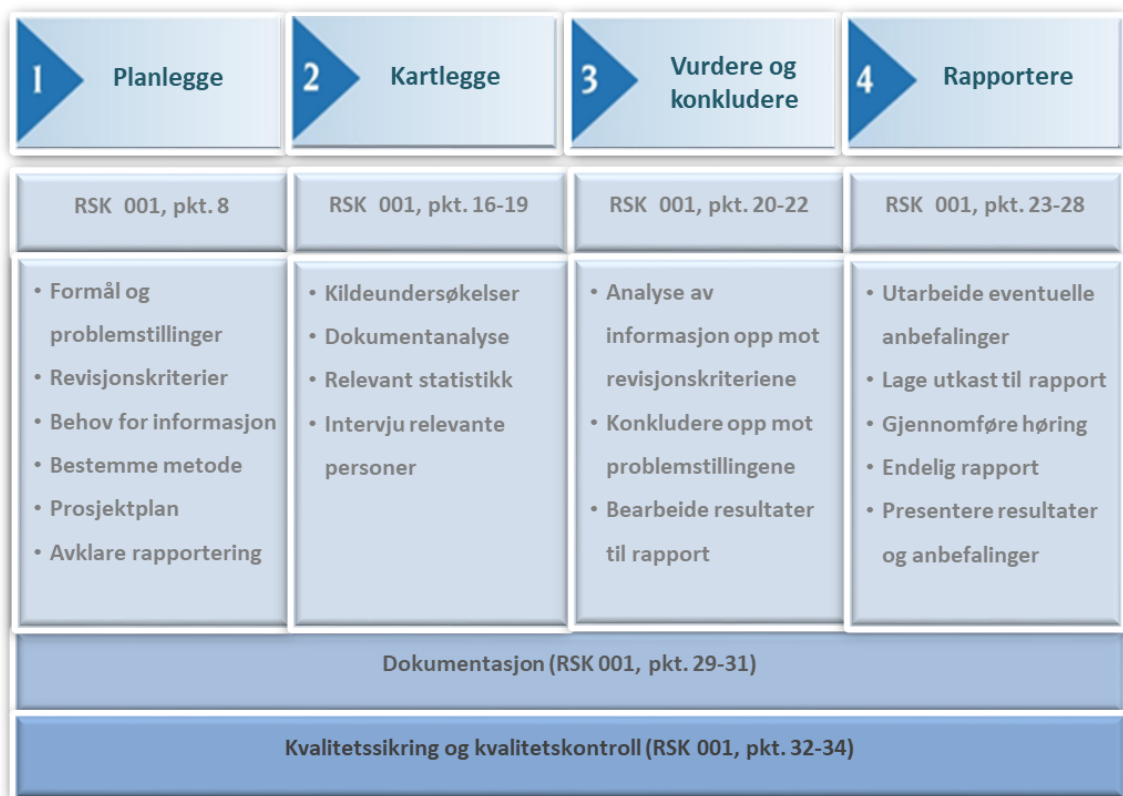 1
Planlegge
2
Kartlegge
3
Vurdere og
konkludere
4
Rapportere
RSK 001, pkt. 8
RSK 001, pkt. 16-19
RSK 001, pkt. 20-22
RSK 001, pkt. 23-28
• Formål og
problemstillinger
• Revisjonskriterier
• Behov for informasjon
• Bestemme metode
• Prosjektplan
• Avklare rapportering
• Kildeundersøkelser
• Dokumentanalyse
• Relevant statistikk
• Intervju relevante
personer
• Analyse av
informasjon opp mot
revisjonskriteriene
• Konkludere opp mot
problemstillingene
• Bearbeide resultater
til rapport
• Utarbeide eventuelle
anbefalinger
• Lage utkast til rapport
• Gjennomføre høring
• Endelig rapport
• Presentere resultater
og anbefalinger
Dokumentasjon (RSK 001, pkt. 29-31)
Kvalitetssikring og kvalitetskontroll (RSK 001, pkt. 32-34)